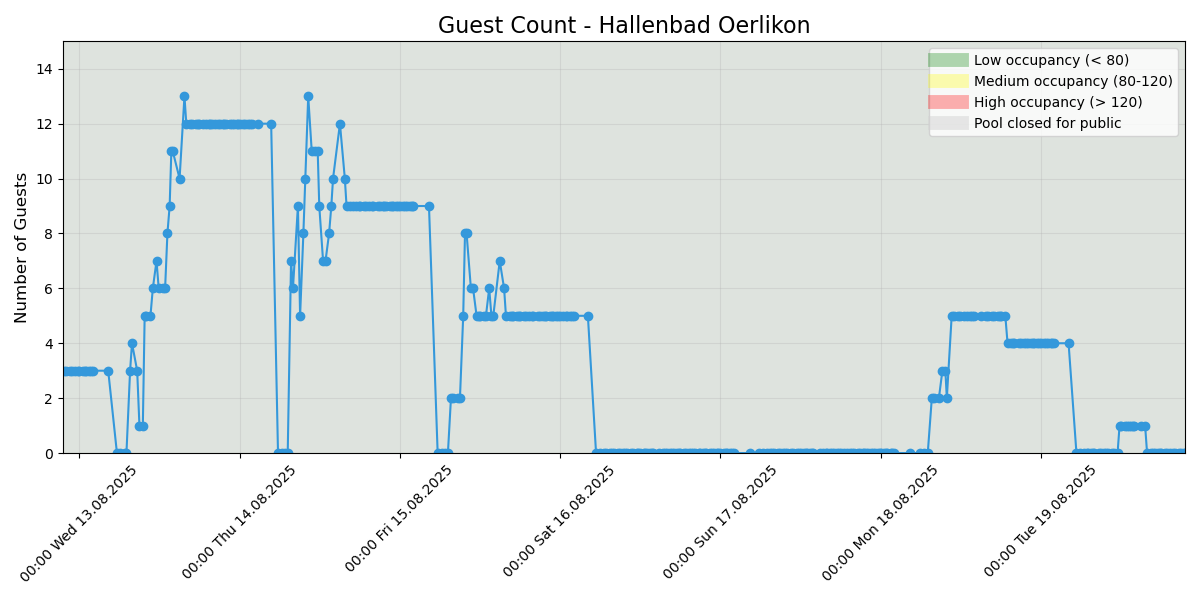 Guest Count - Hallenbad Oerlikon
Low occupancy (< 80)
Medium occupancy (80-120)
High occupancy (> 120)
Pool closed for public
Number of Guests
14
12
10
8
6
4
2
0
00:00 Wed 13.08.2025
00:00 Thu 14.08.2025
00:00 Fri 15.08.2025
00:00 Sat 16.08.2025
00:00 Sun 17.08.2025
00:00 Mon 18.08.2025
00:00 Tue 19.08.2025